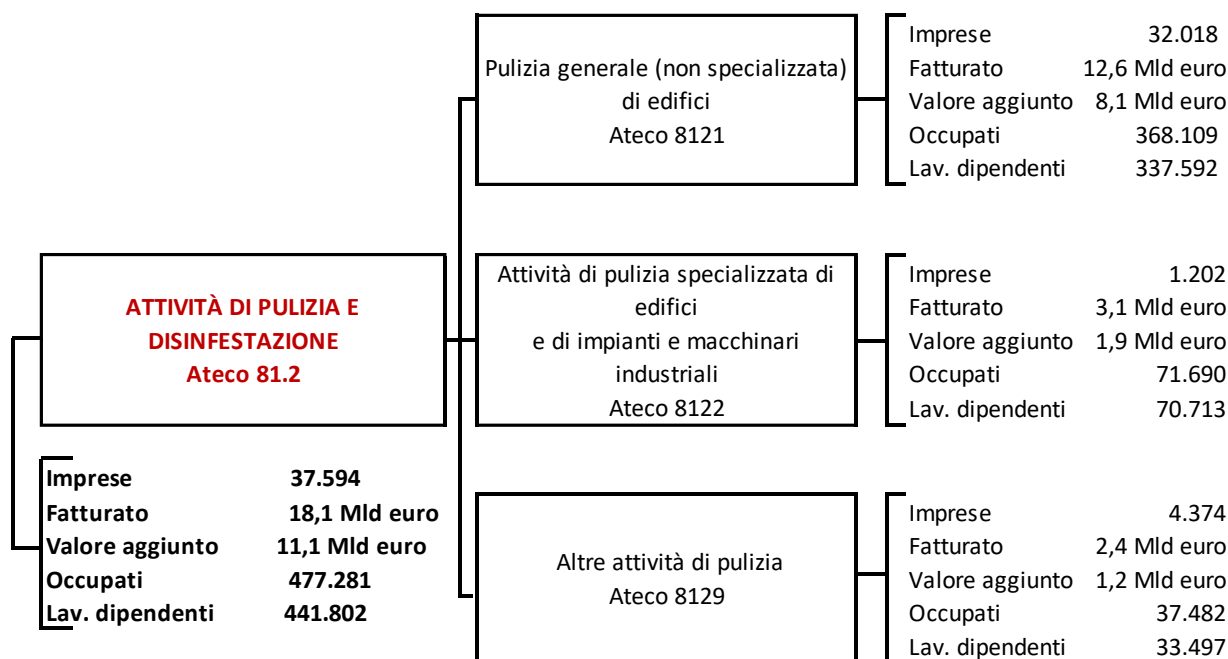 ATTIVITÀ DI PULIZIA E
DISINFESTAZIONE
Ateco 81.2
Imprese 37.594
Fatturato 18,1 Mld euro
Valore aggiunto 11,1 Mld euro
Occupati 477.281
Lav. dipendenti 441.802
Pulizia generale (non specializzata)
di edifici
Ateco 8121
Imprese 32.018
Fatturato 12,6 Mld euro
Valore aggiunto 8,1 Mld euro
Occupati 368.109
Lav. dipendenti 337.592
Attività di pulizia specializzata di
edifici
e di impianti e macchinari
industriali
Ateco 8122
Imprese 1.202
Fatturato 3,1 Mld euro
Valore aggiunto 1,9 Mld euro
Occupati 71.690
Lav. dipendenti 70.713
Altre attività di pulizia
Ateco 8129
Imprese 4.374
Fatturato 2,4 Mld euro
Valore aggiunto 1,2 Mld euro
Occupati 37.482
Lav. dipendenti 33.497